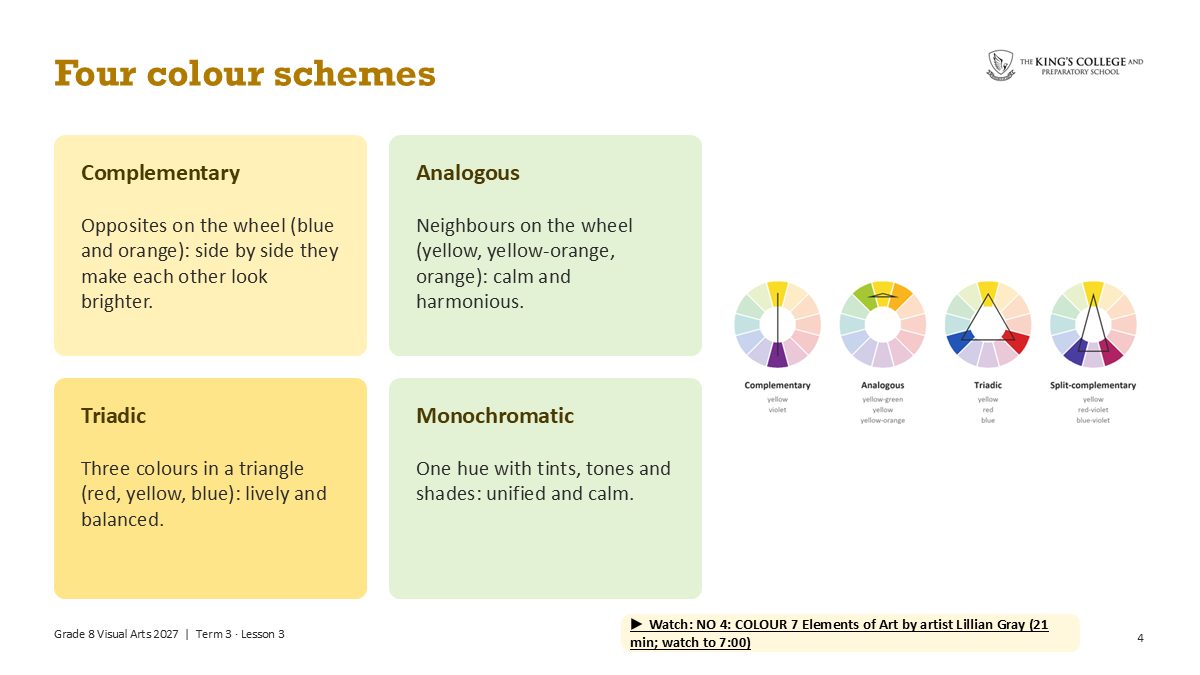 Four colour schemes
THE KING'S COLLEGE AND
PREPARATORY SCHOOL
Complementary
Opposites on the wheel (blue
and orange): side by side they
make each other look
brighter.
Analogous
Neighbours on the wheel
(yellow, yellow-orange,
orange): calm and
harmonious.
Triadic
Three colours in a triangle
(red, yellow, blue): lively and
balanced.
Monochromatic
One hue with tints, tones and
shades: unified and calm.
Complementary
yellow
violet
Analogous
yellow-green
yellow
yellow-orange
Triadic
yellow
red
blue
Split-complementary
yellow
red-violet
blue-violet
Grade 8 Visual Arts 2027 | Term 3 · Lesson 3
▶ Watch: NO 4: COLOUR 7 Elements of Art by artist Lillian Gray (21
min; watch to 7:00)
4